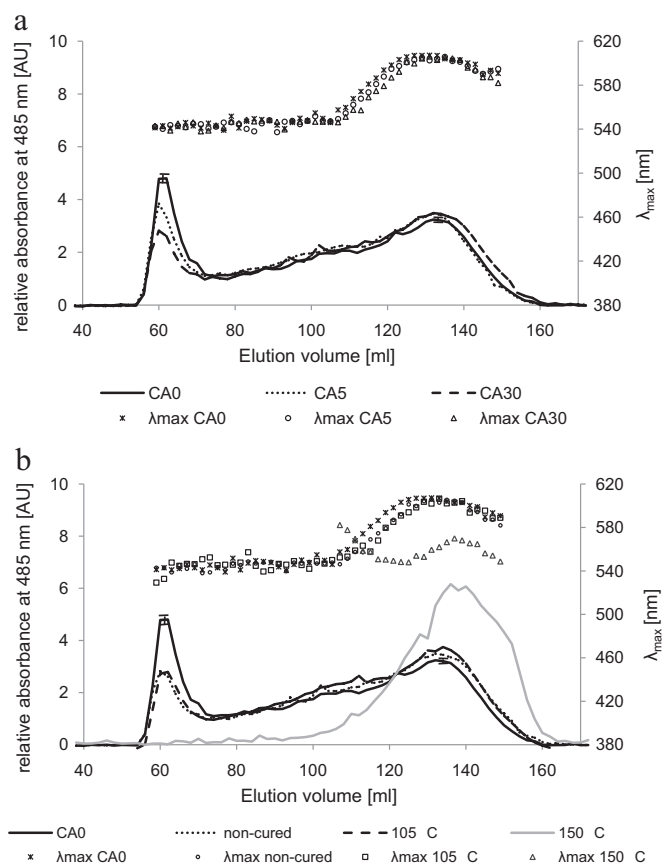 a
relative absorbance at 485 nm [AU]
10
8
6
4
2
0
620
580
540
500
460
420
380
λmax [nm]
40 60 80 100 120 140 160
Elution volume [ml]
CA0 CA5 CA30
λmax CA0 λmax CA5 λmax CA30
b
relative absorbance at 485 nm [AU]
10
8
6
4
2
0
620
580
540
500
460
420
380
λmax [nm]
40 60 80 100 120 140 160
Elution volume [ml]
CA0 non-cured 105 C 150 C
λmax CA0 λmax non-cured λmax 105 C λmax 150 C